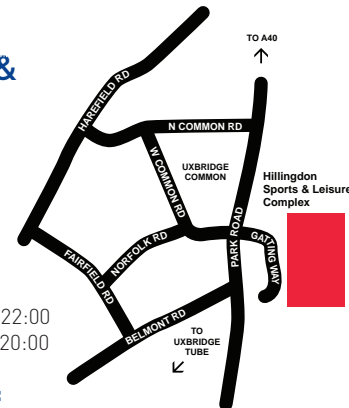 &
TO A40
HAREFIELD RD
N COMMON RD
W COMMON RD
UXBRIDGE
COMMON
Hillingdon
Sports & Leisure
Complex
NORFOLK RD
PARK ROAD
GATTING WAY
FAIRFIELD RD
22:00
20:00
BELMONT RD
TO
UXBRIDGE
TUBE